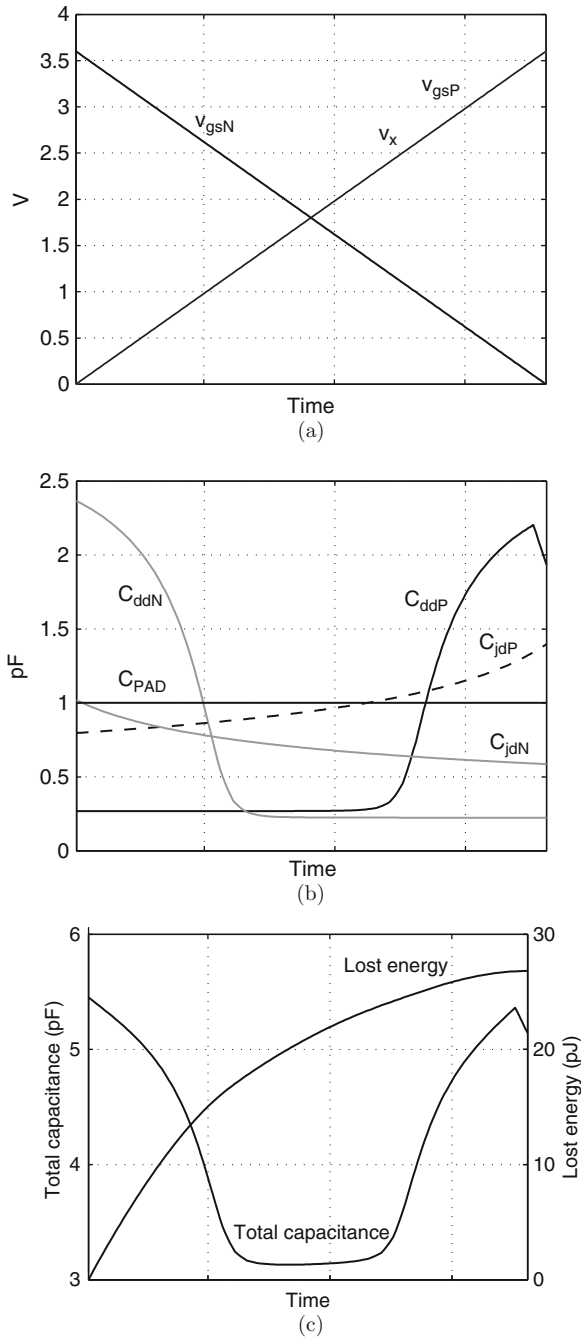 4
3.5
3
2.5
2
1.5
1
0.5
0
V
v_gsN
v_gsP
v_x
Time
(a)
2.5
2
1.5
1
0.5
0
pF
C_ddN
C_ddP
C_jdP
C_PAD
C_jdN
Time
(b)
6
5
4
3
Total capacitance (pF)
30
20
10
0
Lost energy (pJ)
Lost energy
Total capacitance
Time
(c)